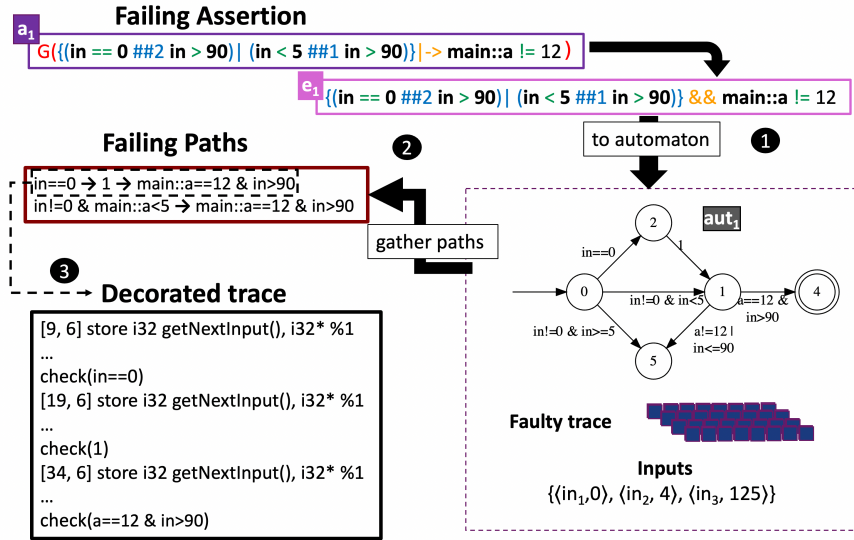 Failing Assertion
a1
G({(in == 0 ##2 in > 90)| (in < 5 ##1 in > 90)}|-> main::a != 12)
e1
{(in == 0 ##2 in > 90)| (in < 5 ##1 in > 90)} && main::a != 12
to automaton
1
Failing Paths
2
in==0 → 1 → main::a==12 & in>90
in!=0 & main::a<5 → main::a==12 & in>90
gather paths
3
Decorated trace
[9, 6] store i32 getNextInput(), i32* %1
...
check(in==0)
[19, 6] store i32 getNextInput(), i32* %1
...
check(1)
[34, 6] store i32 getNextInput(), i32* %1
...
check(a==12 & in>90)
aut1
2
in==0
1
0
in!=0 & in<5
1
a==12 &
in>90
4
in!=0 & in>=5
a!=12 |
in<=90
5
Faulty trace
Inputs
{⟨in1,0⟩, ⟨in2, 4⟩, ⟨in3, 125⟩}